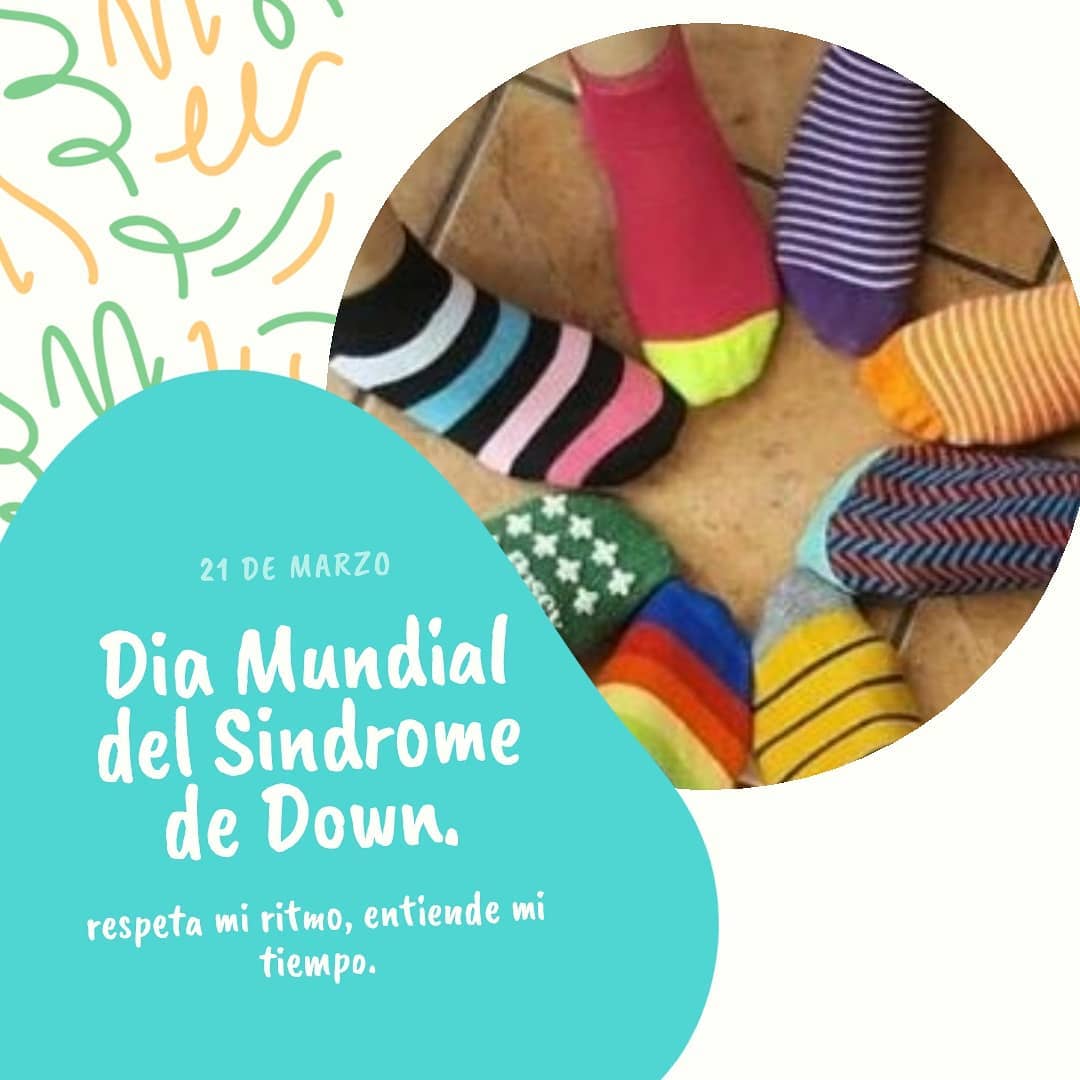 21 DE MARZO
Dia Mundial
del Sindrome
de Down.
respeta mi ritmo, entiende mi
tiempo.